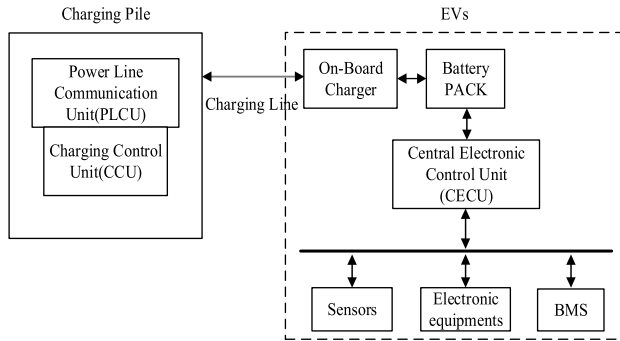 Charging Pile
EVs
Power Line
Communication
Unit(PLCU)
Charging Control
Unit(CCU)
Charging Line
On-Board
Charger
Battery
PACK
Central Electronic
Control Unit
(CECU)
Sensors
Electronic
equipments
BMS